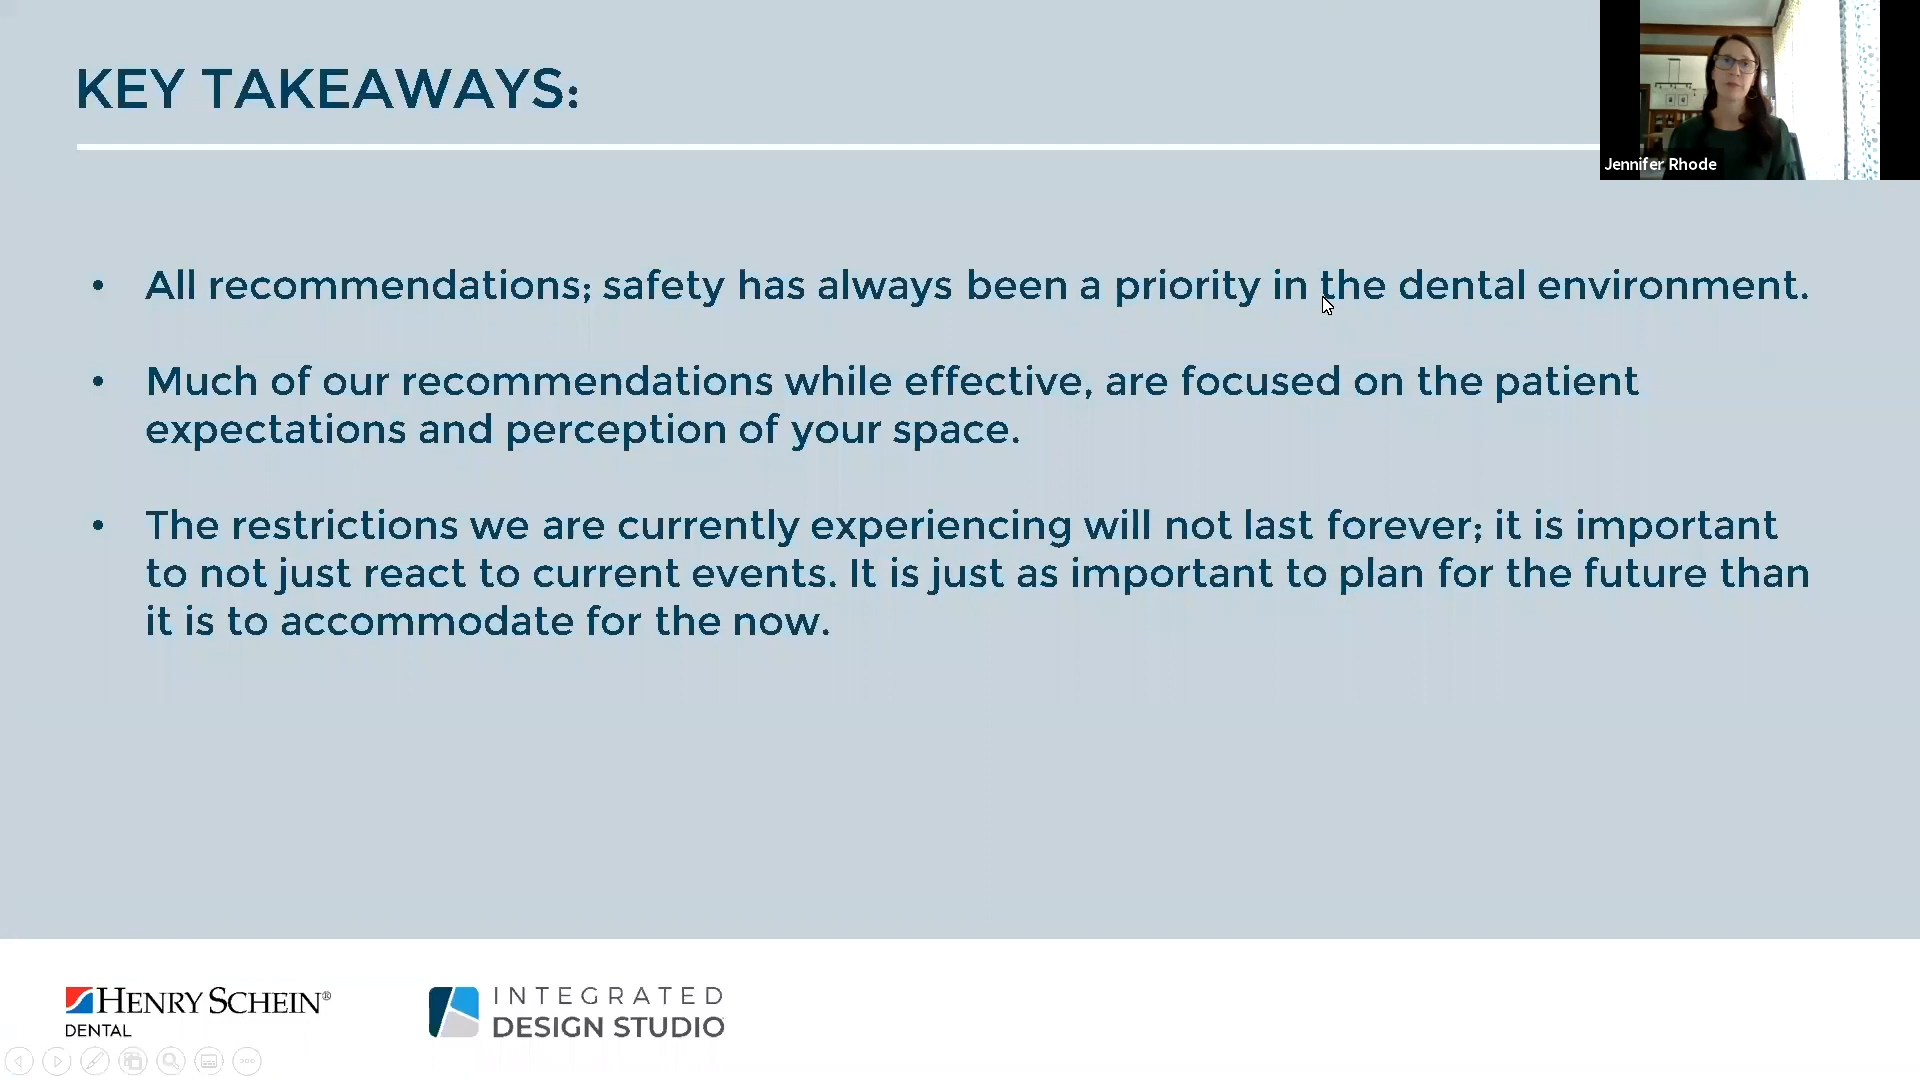 KEY TAKEAWAYS:
Jennifer Rhode
• All recommendations; safety has always been a priority in the dental environment.
• Much of our recommendations while effective, are focused on the patient
expectations and perception of your space.
• The restrictions we are currently experiencing will not last forever; it is important
to not just react to current events. It is just as important to plan for the future than
it is to accommodate for the now.
HENRY SCHEIN®
DENTAL
INTEGRATED
DESIGN STUDIO